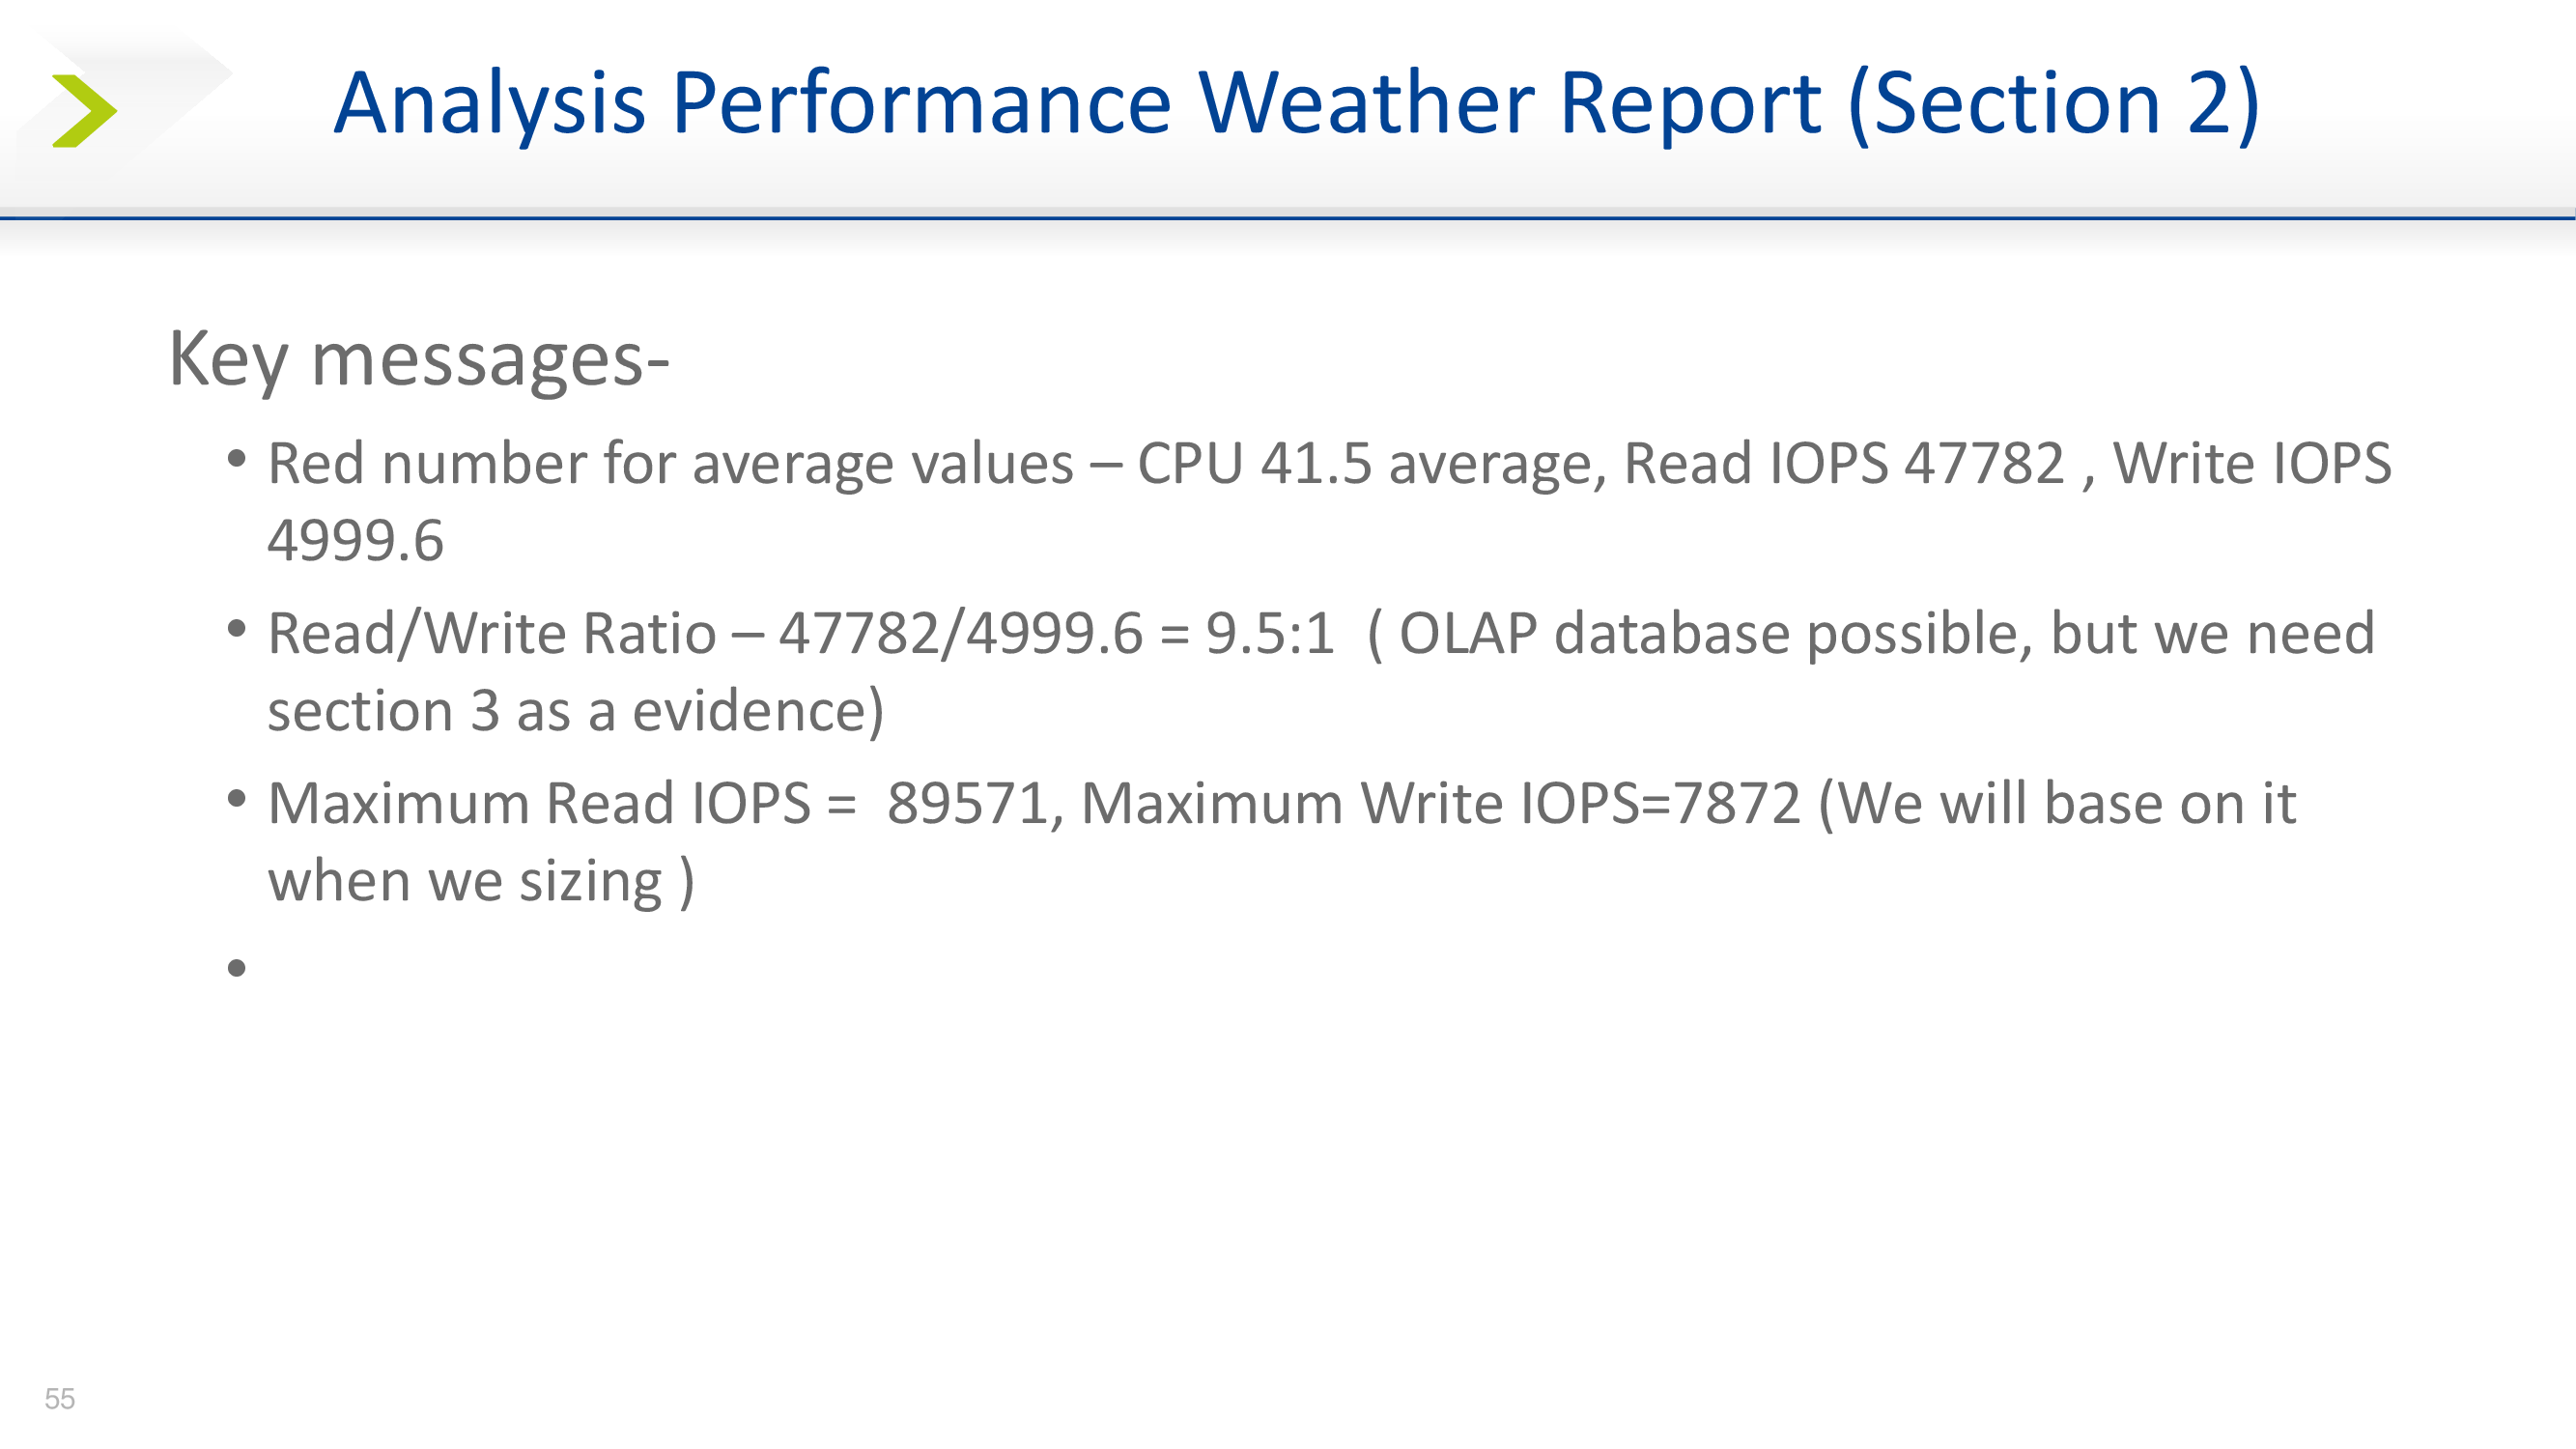 Analysis Performance Weather Report (Section 2)
Key messages-
• Red number for average values – CPU 41.5 average, Read IOPS 47782 , Write IOPS
4999.6
• Read/Write Ratio – 47782/4999.6 = 9.5:1  ( OLAP database possible, but we need
section 3 as a evidence)
• Maximum Read IOPS =  89571, Maximum Write IOPS=7872 (We will base on it
when we sizing )
•
55